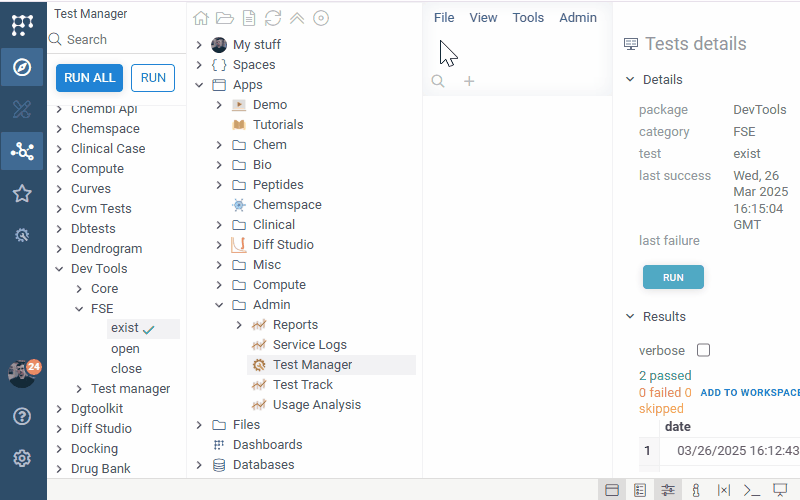 Test Manager
Search
RUN ALL
RUN
Chembl Api
Chemspace
Clinical Case
Compute
Curves
Cvm Tests
Dbtests
Dendrogram
Dev Tools
Core
FSE
exist
open
close
Test manager
Dgtoolkit
Diff Studio
Docking
Drug Bank
24
My stuff
Spaces
Apps
Demo
Tutorials
Chem
Bio
Peptides
Chemspace
Clinical
Diff Studio
Misc
Compute
Admin
Reports
Service Logs
Test Manager
Test Track
Usage Analysis
Files
Dashboards
Databases
File View Tools Admin
Tests details
Details
package DevTools
category FSE
test exist
last success Wed, 26
Mar 2025
16:15:04
GMT
last failure
RUN
Results
verbose
2 passed
0 failed 0
skipped
ADD TO WORKSPACE
date
1 03/26/2025 16:12:43